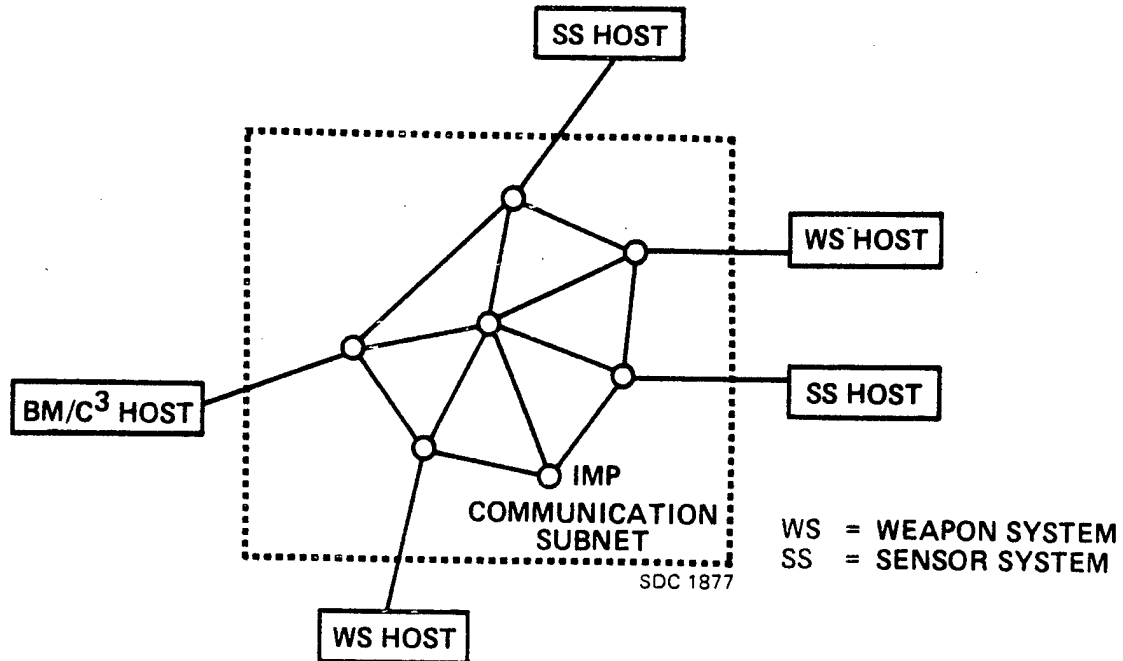 SS HOST
WS HOST
BM/C³ HOST
SS HOST
IMP
COMMUNICATION
SUBNET
WS = WEAPON SYSTEM
SS = SENSOR SYSTEM
SDC 1877
WS HOST